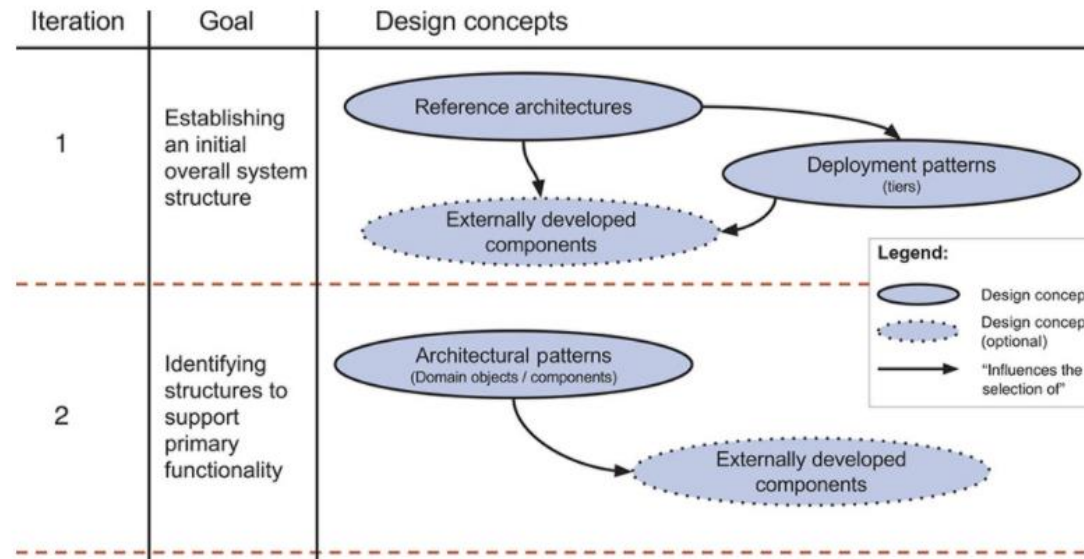 Iteration
Goal
Design concepts
1
Establishing
an initial
overall system
structure
Reference architectures
Deployment patterns
(tiers)
Externally developed
components
Legend:
Design concept
Design concept
(optional)
"Influences the
selection of"
2
Identifying
structures to
support
primary
functionality
Architectural patterns
(Domain objects / components)
Externally developed
components